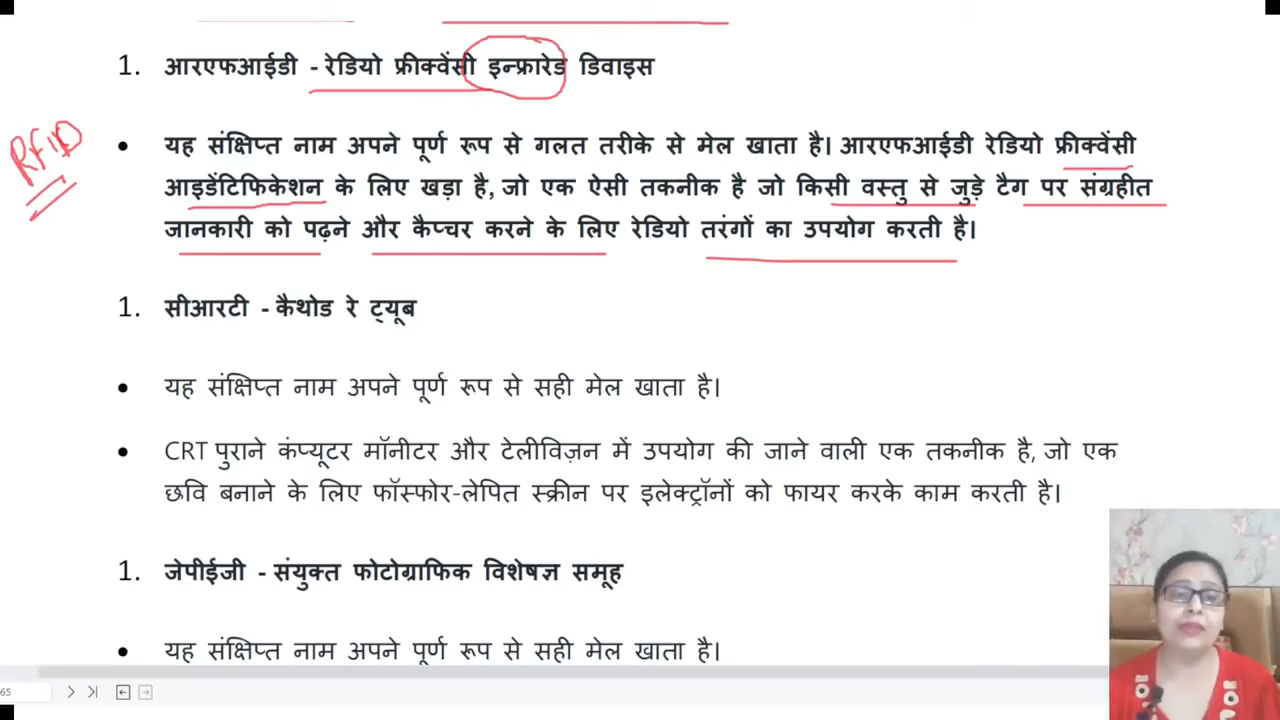 1. आरएफआईडी - रेडियो फ्रीक्वेंसी इन्फ्रारेड डिवाइस
RFID
• यह संक्षिप्त नाम अपने पूर्ण रूप से गलत तरीके से मेल खाता है। आरएफआईडी रेडियो फ्रीक्वेंसी
आइडेंटिफिकेशन के लिए खड़ा है, जो एक ऐसी तकनीक है जो किसी वस्तु से जुड़े टैग पर संग्रहीत
जानकारी को पढ़ने और कैप्चर करने के लिए रेडियो तरंगों का उपयोग करती है।
1. सीआरटी - कैथोड रे ट्यूब
• यह संक्षिप्त नाम अपने पूर्ण रूप से सही मेल खाता है।
• CRT पुराने कंप्यूटर मॉनीटर और टेलीविज़न में उपयोग की जाने वाली एक तकनीक है, जो एक
छवि बनाने के लिए फॉस्फोर-लेपित स्क्रीन पर इलेक्ट्रॉनों को फायर करके काम करती है।
1. जेपीईजी - संयुक्त फोटोग्राफिक विशेषज्ञ समूह
• यह संक्षिप्त नाम अपने पूर्ण रूप से सही मेल खाता है।
65